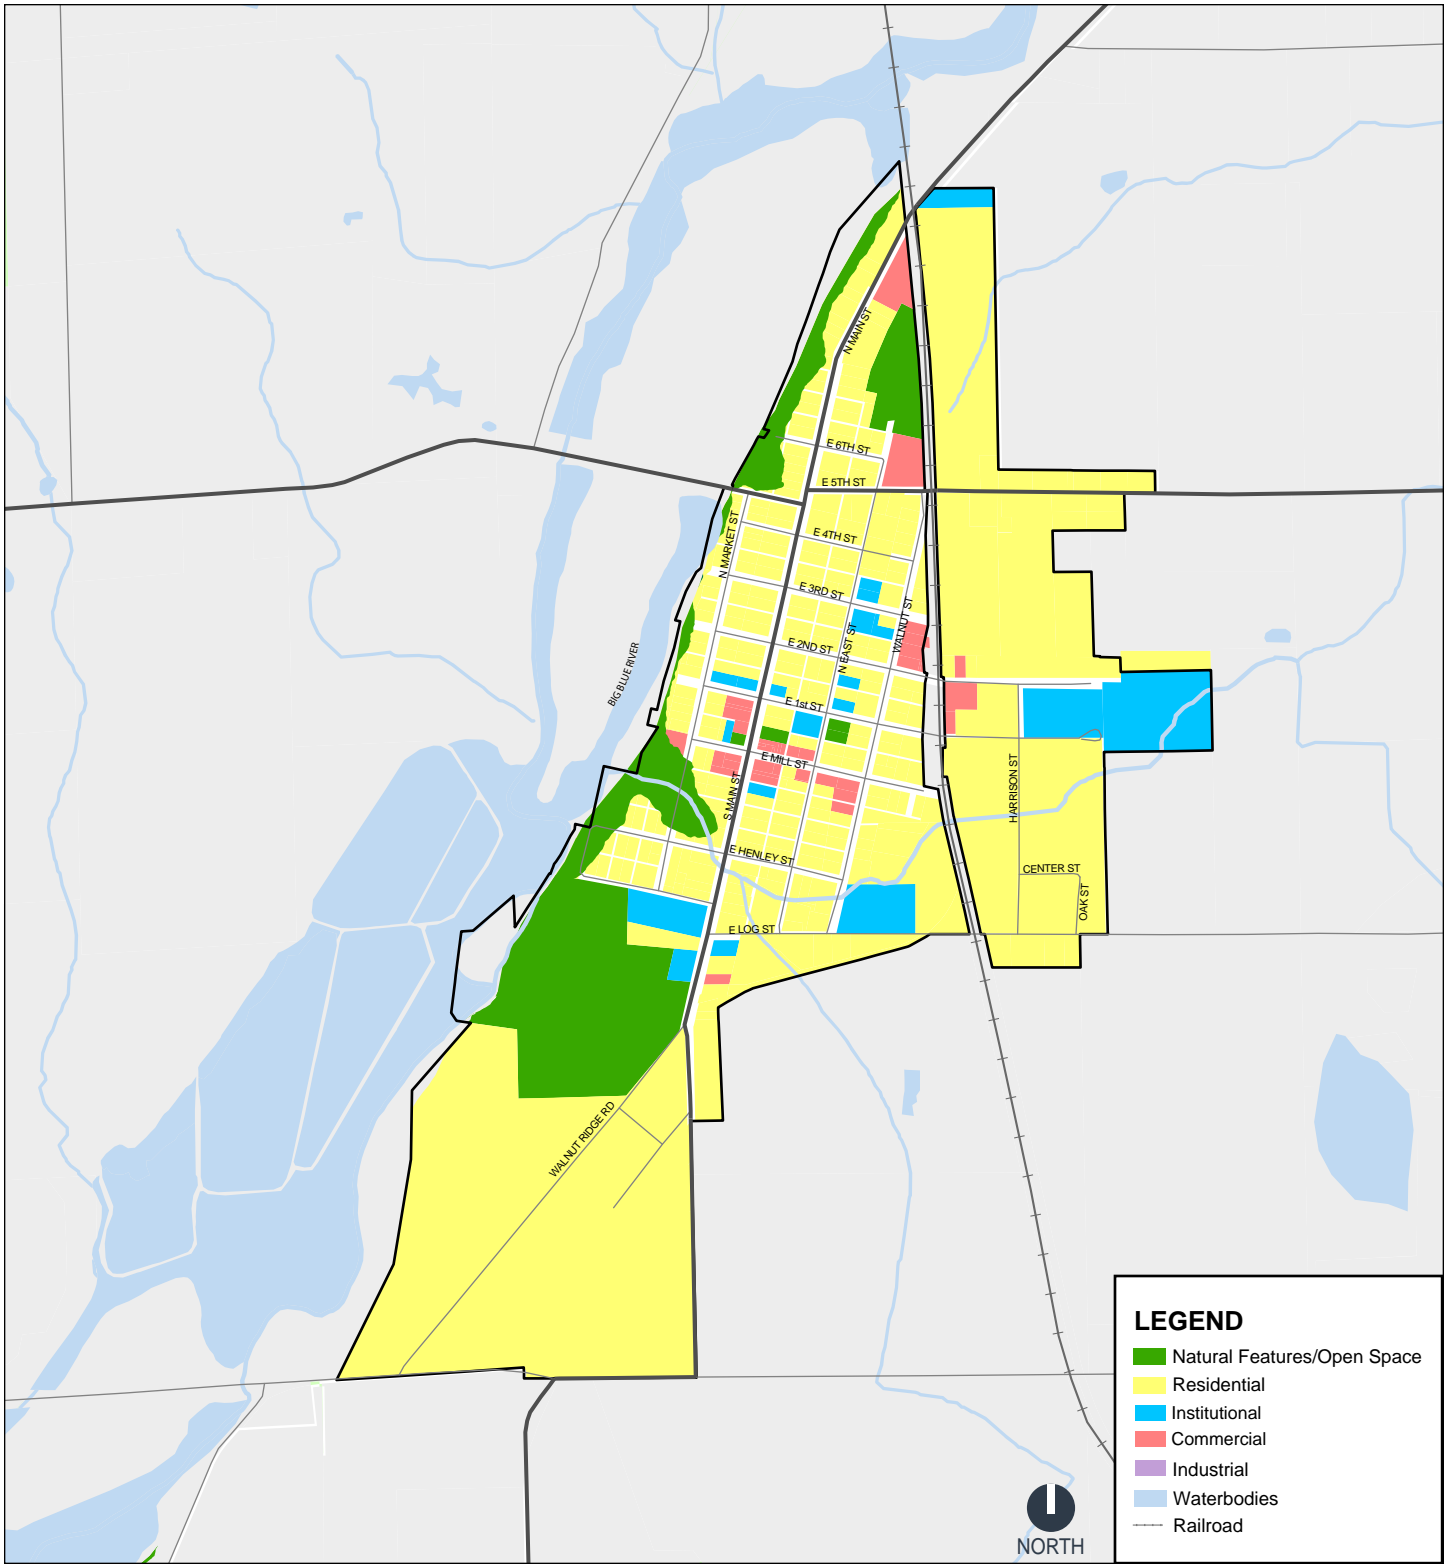 N MAIN ST
E 6TH ST
E 5TH ST
N MARKET ST
E 4TH ST
E 3RD ST
WALNUT ST
N EAST ST
E 2ND ST
BIG BLUE RIVER
E 1st ST
E MILL ST
S MAIN ST
HARRISON ST
E HENLEY ST
CENTER ST
OAK ST
E LOG ST
WALNUT RIDGE RD
LEGEND
Natural Features/Open Space
Residential
Institutional
Commercial
Industrial
Waterbodies
Railroad
NORTH